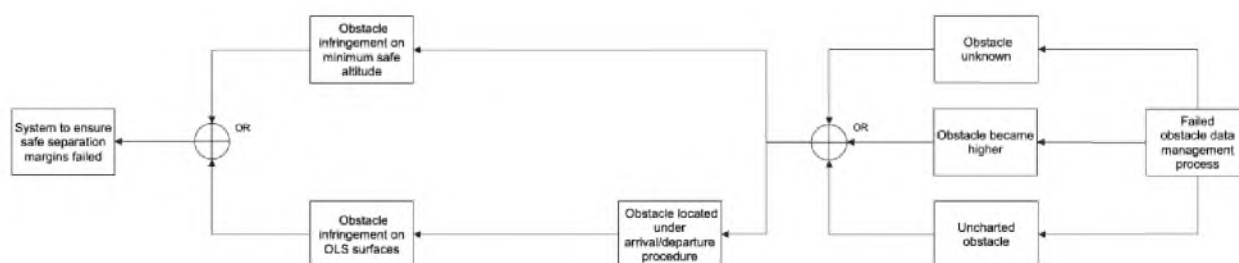 Obstacle
infringement on
minimum safe
altitude
Obstacle
unknown
System to ensure
safe separation
margins failed
OR
OR
Obstacle became
higher
Failed
obstacle data
management
process
Obstacle
infringement on
OLS surfaces
Obstacle located
under
arrival/departure
procedure
Uncharted
obstacle